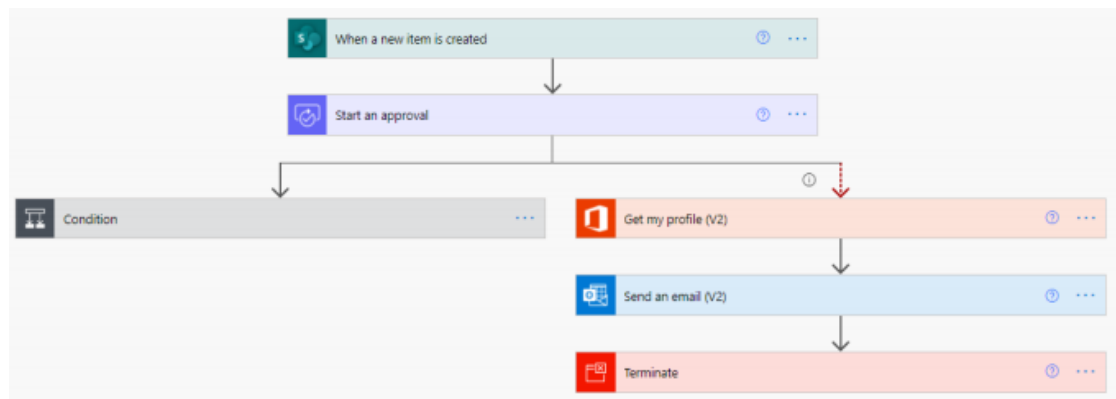 When a new item is created
Start an approval
Condition
Get my profile (V2)
Send an email (V2)
Terminate